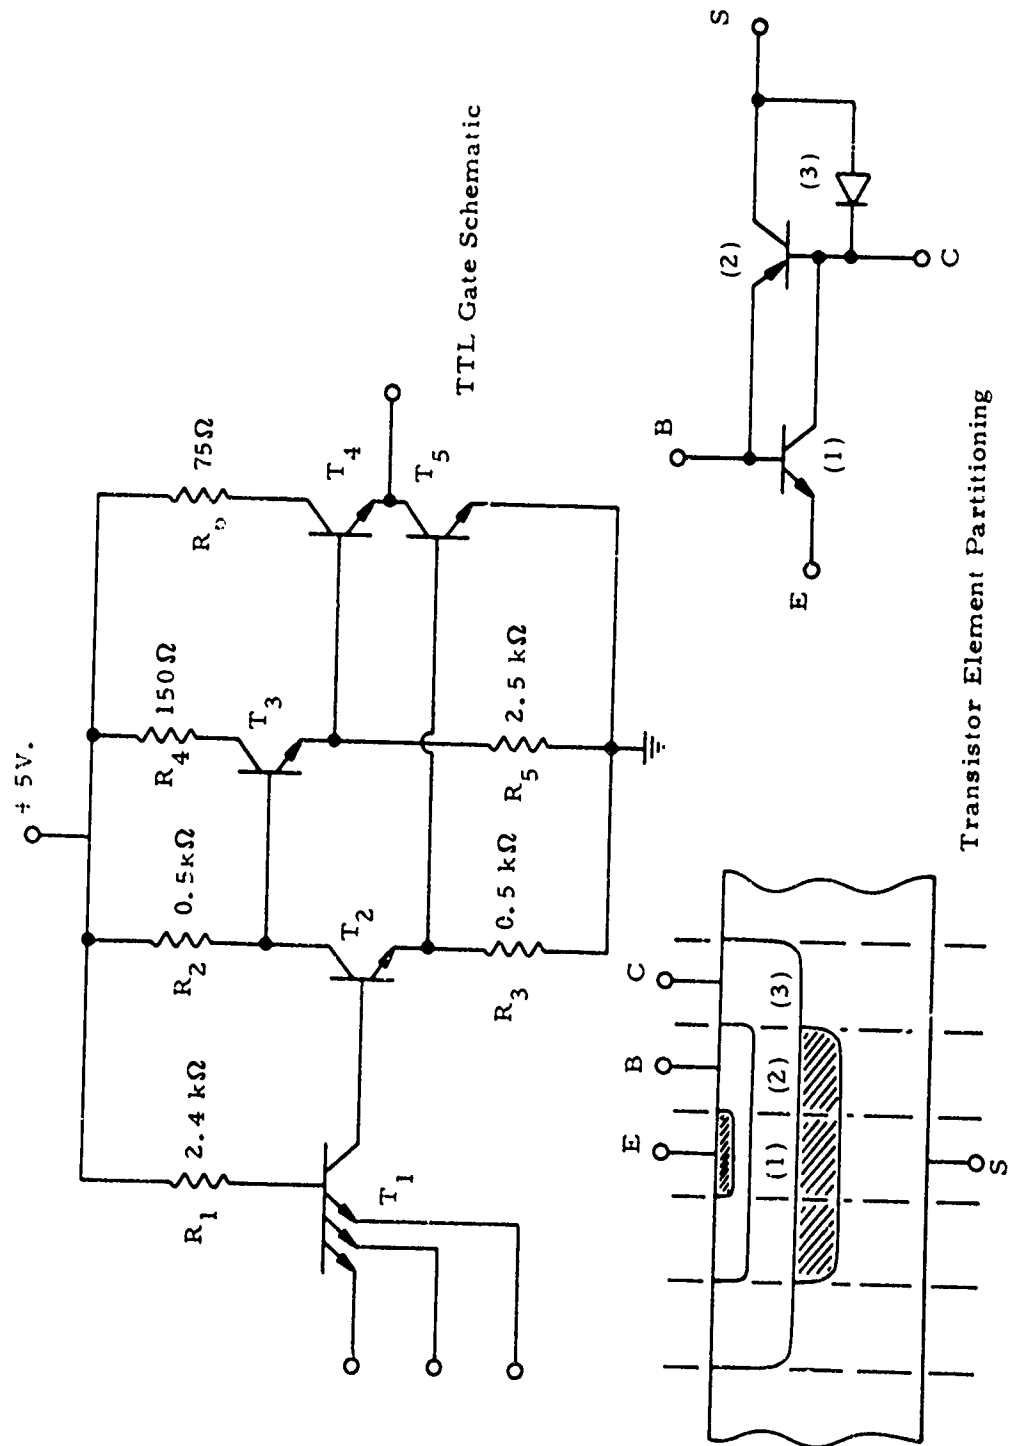 + 5V.
R1
2.4 kΩ
R2
0.5kΩ
R4
150Ω
75Ω
T1
T2
T3
T4
T5
R3
0.5 kΩ
R5
2.5 kΩ
TTL Gate Schematic
E
B
C
(1)
(2)
(3)
S
E
B
(1)
(2)
(3)
C
S
Transistor Element Partitioning